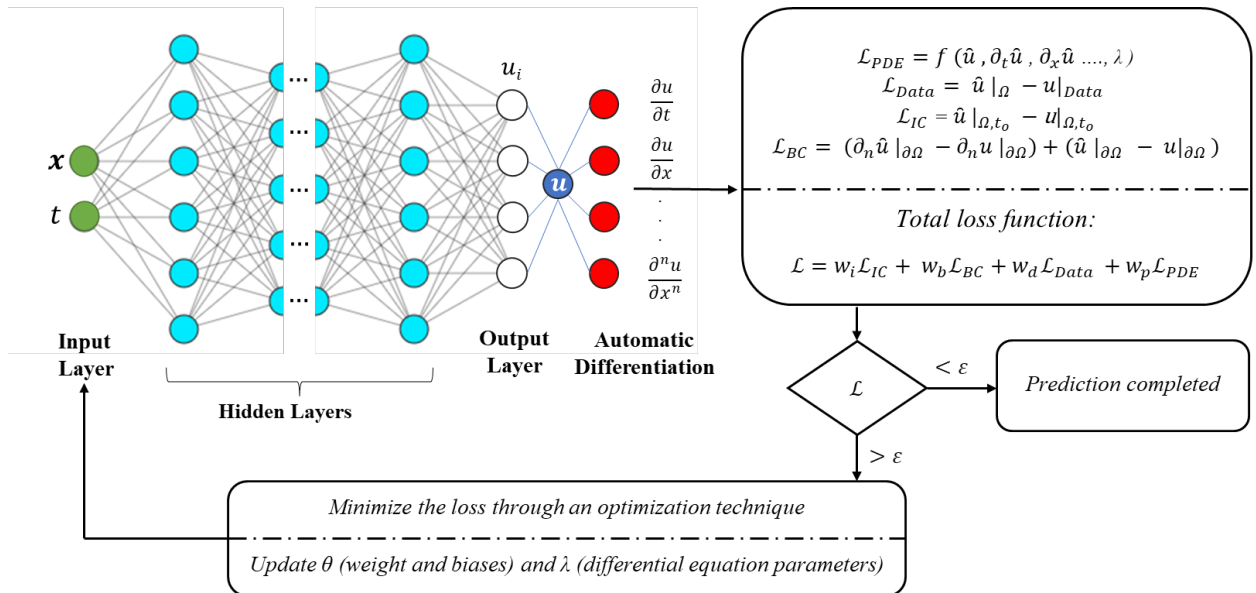 x
t
...
...
...
...
...
u_i
u
∂u/∂t
∂u/∂x
.
.
.
∂ⁿu/∂xⁿ
Input
Layer
Hidden Layers
Output
Layer
Automatic
Differentiation
ℒ_PDE = f (û , ∂_t û , ∂_x û ...., λ)
ℒ_Data = û |_Ω − u|_Data
ℒ_IC = û |_Ω,t_o − u|_Ω,t_o
ℒ_BC = (∂_n û |_∂Ω − ∂_n u |_∂Ω) + (û |_∂Ω − u|_∂Ω )
Total loss function:
ℒ = w_i ℒ_IC + w_b ℒ_BC + w_d ℒ_Data + w_p ℒ_PDE
ℒ
< ε
Prediction completed
> ε
Minimize the loss through an optimization technique
Update θ (weight and biases) and λ (differential equation parameters)